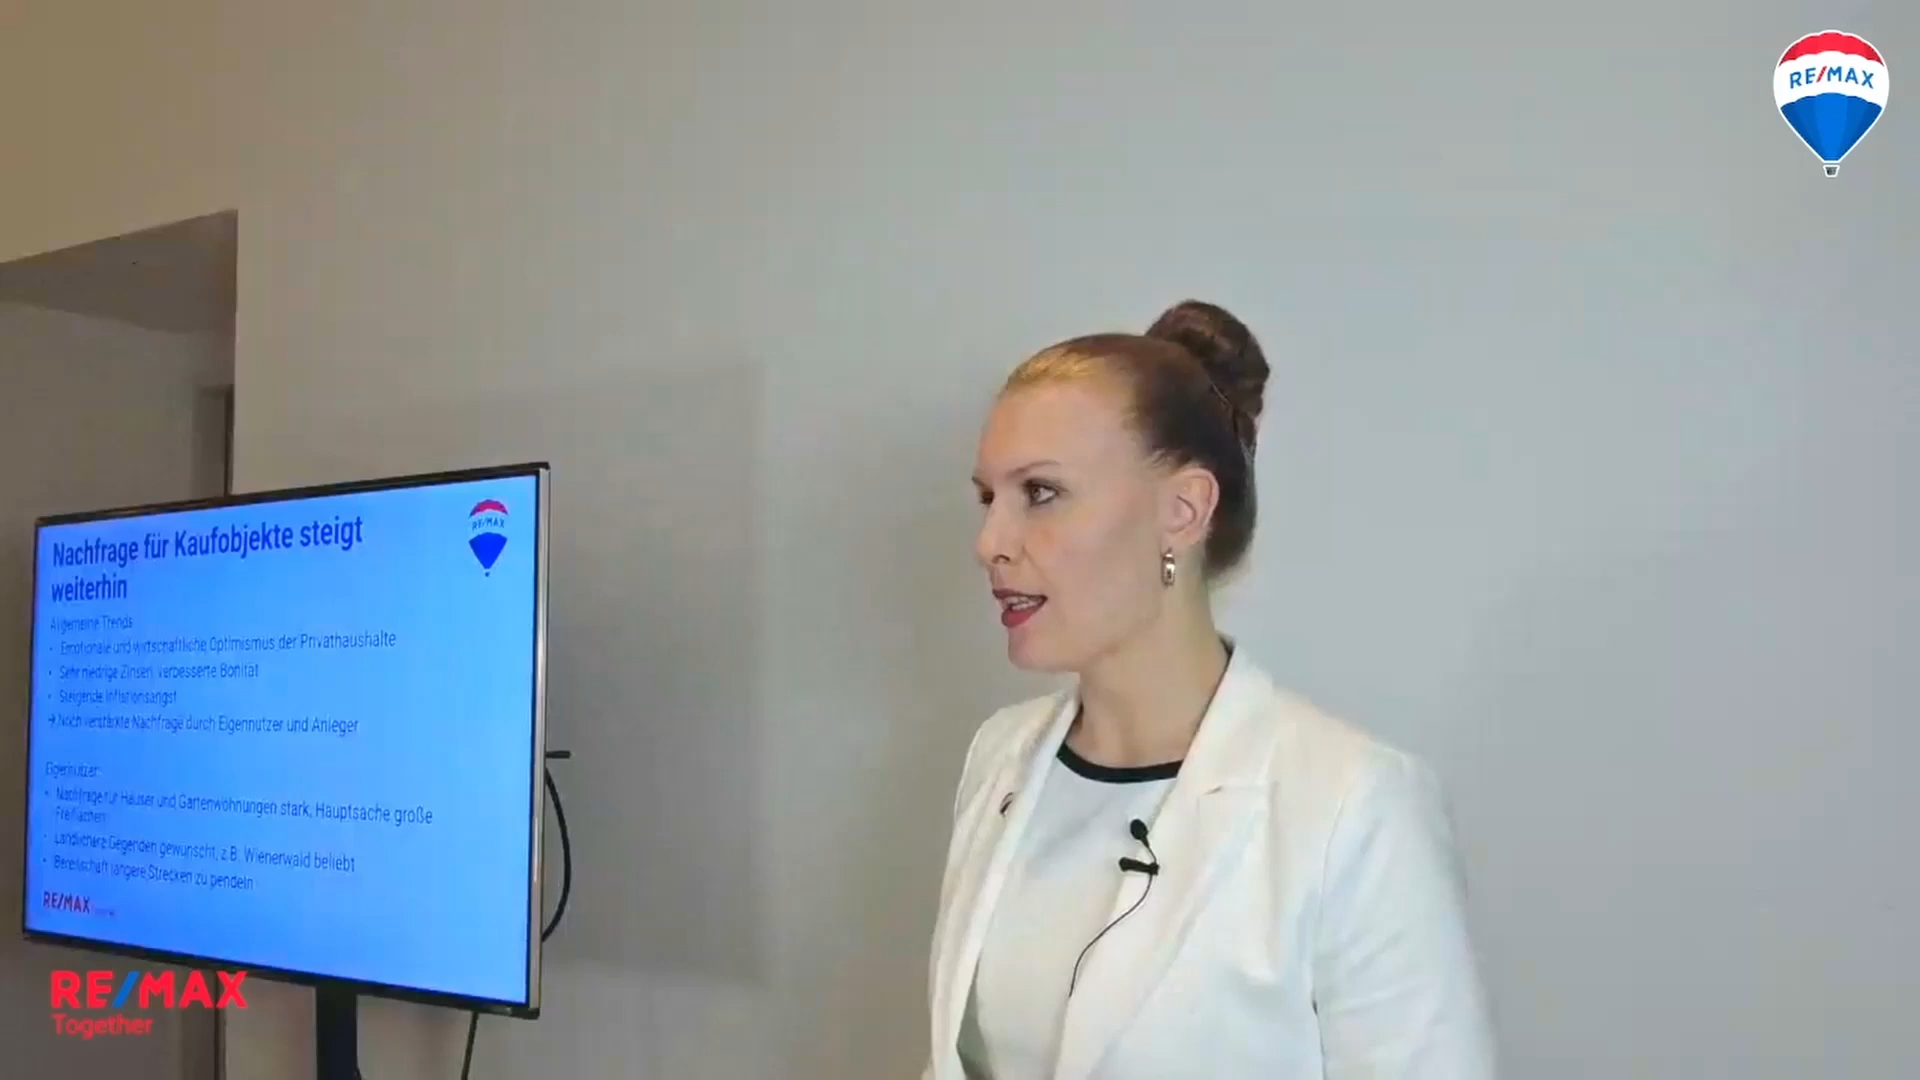 RE/MAX
Nachfrage für Kaufobjekte steigt
weiterhin
RE/MAX
Allgemeine Trends
• Emotionale und wirtschaftliche Optimismus der Privathaushalte
• Sehr niedrige Zinsen, verbesserte Bonität
• Steigende Inflationsangst
→ Noch verstärkte Nachfrage durch Eigennutzer und Anleger
Eigennutzer:
• Nachfrage für Häuser und Gartenwohnungen stark, Hauptsache große
Freiflächen
• Ländlichere Gegenden gewünscht, z.B. Wienerwald beliebt
• Bereitschaft längere Strecken zu pendeln
RE/MAX
RE/MAX
Together